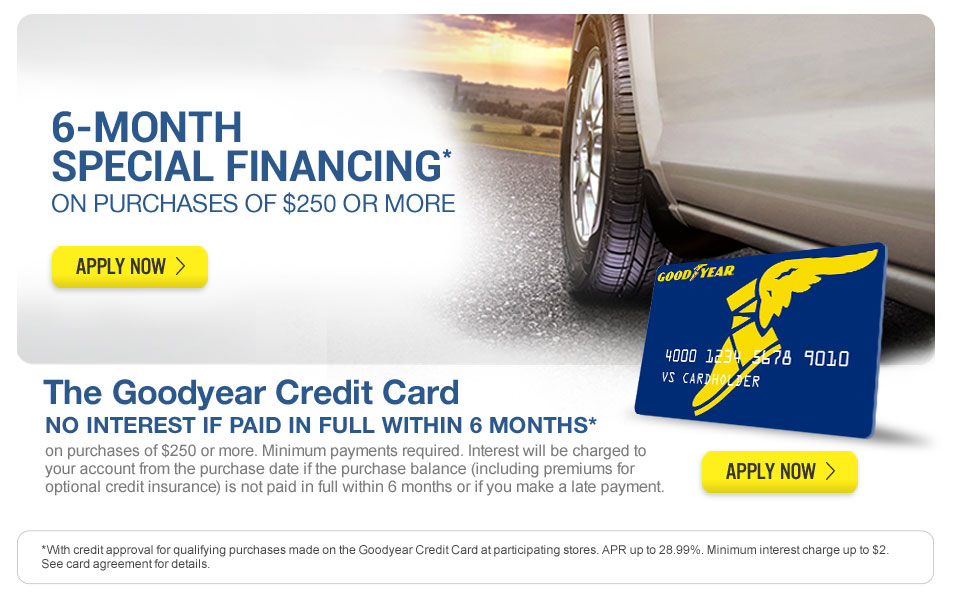 6-MONTH
SPECIAL FINANCING*
ON PURCHASES OF $250 OR MORE
APPLY NOW >
GOODYEAR
4000 1234 5678 9010
VS CARDHOLDER
The Goodyear Credit Card
NO INTEREST IF PAID IN FULL WITHIN 6 MONTHS*
on purchases of $250 or more. Minimum payments required. Interest will be charged to
your account from the purchase date if the purchase balance (including premiums for
optional credit insurance) is not paid in full within 6 months or if you make a late payment.
APPLY NOW >
*With credit approval for qualifying purchases made on the Goodyear Credit Card at participating stores. APR up to 28.99%. Minimum interest charge up to $2.
See card agreement for details.